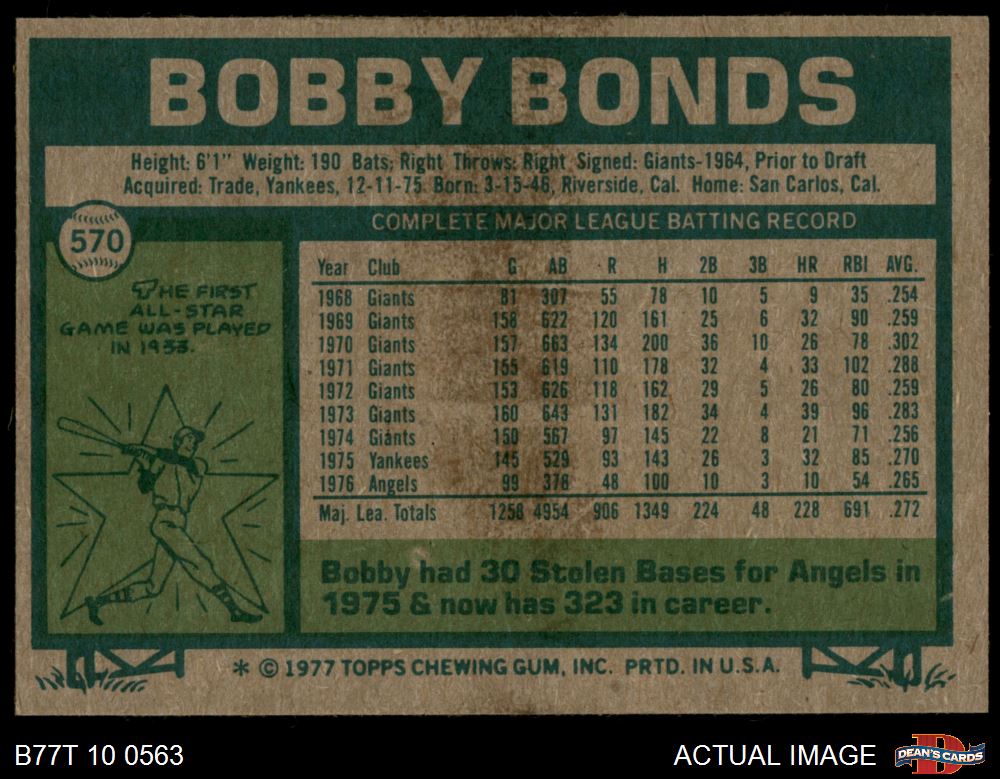 BOBBY BONDS
Height: 6'1" Weight: 190 Bats: Right Throws: Right Signed: Giants-1964, Prior to Draft
Acquired: Trade, Yankees, 12-11-75 Born: 3-15-46, Riverside, Cal. Home: San Carlos, Cal.
570
COMPLETE MAJOR LEAGUE BATTING RECORD
THE FIRST
ALL-STAR
GAME WAS PLAYED
IN 1933.
Year Club G AB R H 2B 3B HR RBI AVG.
1968 Giants 81 307 55 78 10 5 9 35 .254
1969 Giants 158 622 120 161 25 6 32 90 .259
1970 Giants 157 663 134 200 36 10 26 78 .302
1971 Giants 155 619 110 178 32 4 33 102 .288
1972 Giants 153 626 118 162 29 5 26 80 .259
1973 Giants 160 643 131 182 34 4 39 96 .283
1974 Giants 150 567 97 145 22 8 21 71 .256
1975 Yankees 145 529 93 143 26 3 32 85 .270
1976 Angels 99 378 48 100 10 3 10 54 .265
Maj. Lea. Totals 1258 4954 906 1349 224 48 228 691 .272
Bobby had 30 Stolen Bases for Angels in
1975 & now has 323 in career.
* © 1977 TOPPS CHEWING GUM, INC. PRTD. IN U.S.A.
B77T 10 0563
ACTUAL IMAGE
DEAN'S CARDS